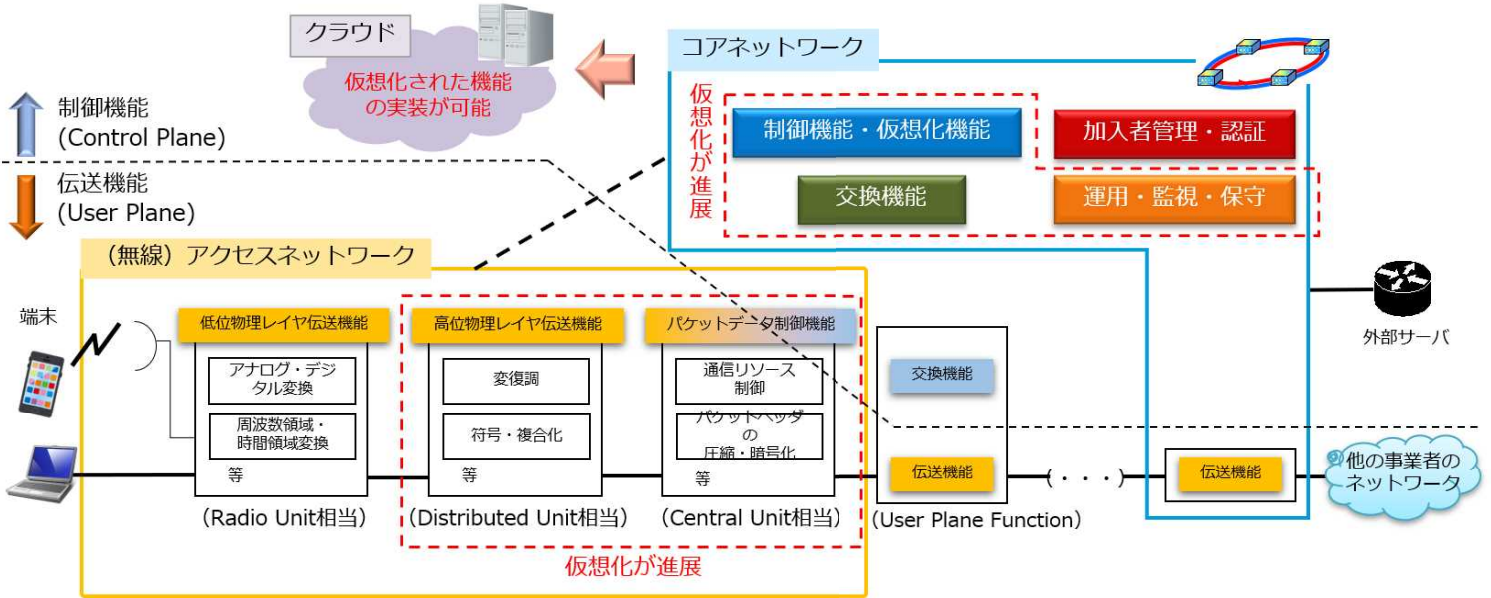 クラウド
仮想化された機能
の実装が可能
コアネットワーク
制御機能
(Control Plane)
伝送機能
(User Plane)
仮想化が進展
制御機能・仮想化機能
加入者管理・認証
交換機能
運用・監視・保守
(無線)アクセスネットワーク
端末
低位物理レイヤ伝送機能
アナログ・デジ
タル変換
周波数領域・
時間領域変換
等
(Radio Unit相当)
高位物理レイヤ伝送機能
変復調
符号・複合化
等
(Distributed Unit相当)
パケットデータ制御機能
通信リソース
制御
パケットヘッダ
の
圧縮・暗号化
等
(Central Unit相当)
仮想化が進展
交換機能
伝送機能
(User Plane Function)
(・・・)
伝送機能
外部サーバ
他の事業者の
ネットワーク